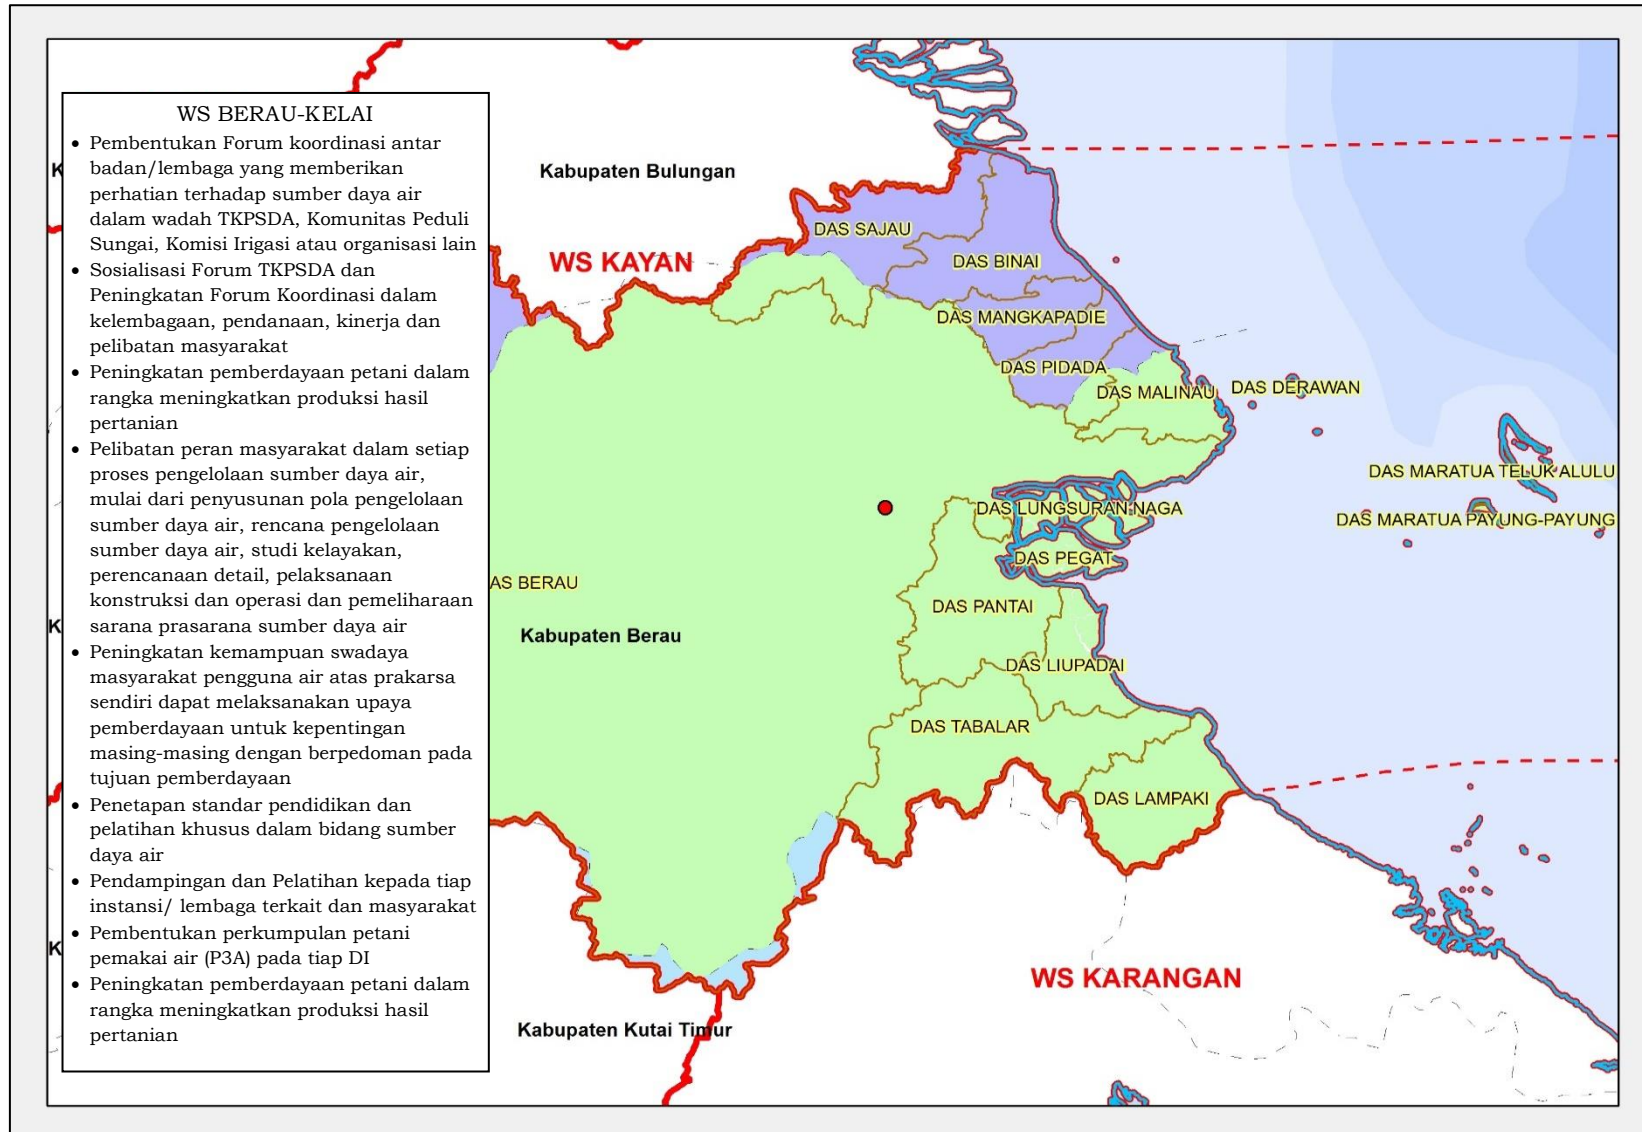 WS BERAU-KELAI
• Pembentukan Forum koordinasi antar
badan/lembaga yang memberikan
perhatian terhadap sumber daya air
dalam wadah TKPSDA, Komunitas Peduli
Sungai, Komisi Irigasi atau organisasi lain
• Sosialisasi Forum TKPSDA dan
Peningkatan Forum Koordinasi dalam
kelembagaan, pendanaan, kinerja dan
pelibatan masyarakat
• Peningkatan pemberdayaan petani dalam
rangka meningkatkan produksi hasil
pertanian
• Pelibatan peran masyarakat dalam setiap
proses pengelolaan sumber daya air,
mulai dari penyusunan pola pengelolaan
sumber daya air, rencana pengelolaan
sumber daya air, studi kelayakan,
perencanaan detail, pelaksanaan
konstruksi dan operasi dan pemeliharaan
sarana prasarana sumber daya air
• Peningkatan kemampuan swadaya
masyarakat pengguna air atas prakarsa
sendiri dapat melaksanakan upaya
pemberdayaan untuk kepentingan
masing-masing dengan berpedoman pada
tujuan pemberdayaan
• Penetapan standar pendidikan dan
pelatihan khusus dalam bidang sumber
daya air
• Pendampingan dan Pelatihan kepada tiap
instansi/ lembaga terkait dan masyarakat
• Pembentukan perkumpulan petani
pemakai air (P3A) pada tiap DI
• Peningkatan pemberdayaan petani dalam
rangka meningkatkan produksi hasil
pertanian
K
K
K
Kabupaten Bulungan
WS KAYAN
DAS SAJAU
DAS BINAI
DAS MANGKAPADIE
DAS PIDADA
DAS MALINAU
DAS DERAWAN
DAS MARATUA TELUK ALULU
DAS LUNGSURAN NAGA
DAS MARATUA PAYUNG-PAYUNG
DAS PEGAT
AS BERAU
DAS PANTAI
Kabupaten Berau
DAS LIUPADAI
DAS TABALAR
DAS LAMPAKI
WS KARANGAN
Kabupaten Kutai Timur